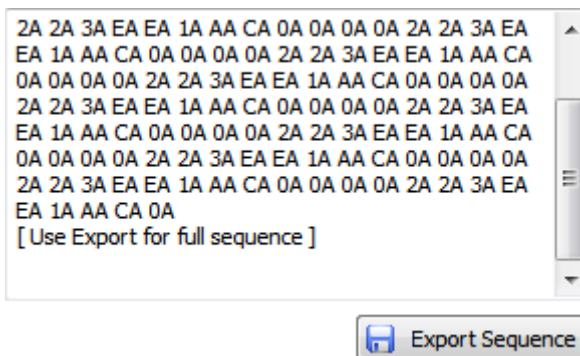 2A 2A 3A EA EA 1A AA CA 0A 0A 0A 0A 2A 2A 3A EA
EA 1A AA CA 0A 0A 0A 0A 2A 2A 3A EA EA 1A AA CA
0A 0A 0A 0A 2A 2A 3A EA EA 1A AA CA 0A 0A 0A 0A
2A 2A 3A EA EA 1A AA CA 0A 0A 0A 0A 2A 2A 3A EA
EA 1A AA CA 0A 0A 0A 0A 2A 2A 3A EA EA 1A AA CA
0A 0A 0A 0A 2A 2A 3A EA EA 1A AA CA 0A 0A 0A 0A
2A 2A 3A EA EA 1A AA CA 0A 0A 0A 0A 2A 2A 3A EA
EA 1A AA CA 0A
[ Use Export for full sequence ]
Export Sequence